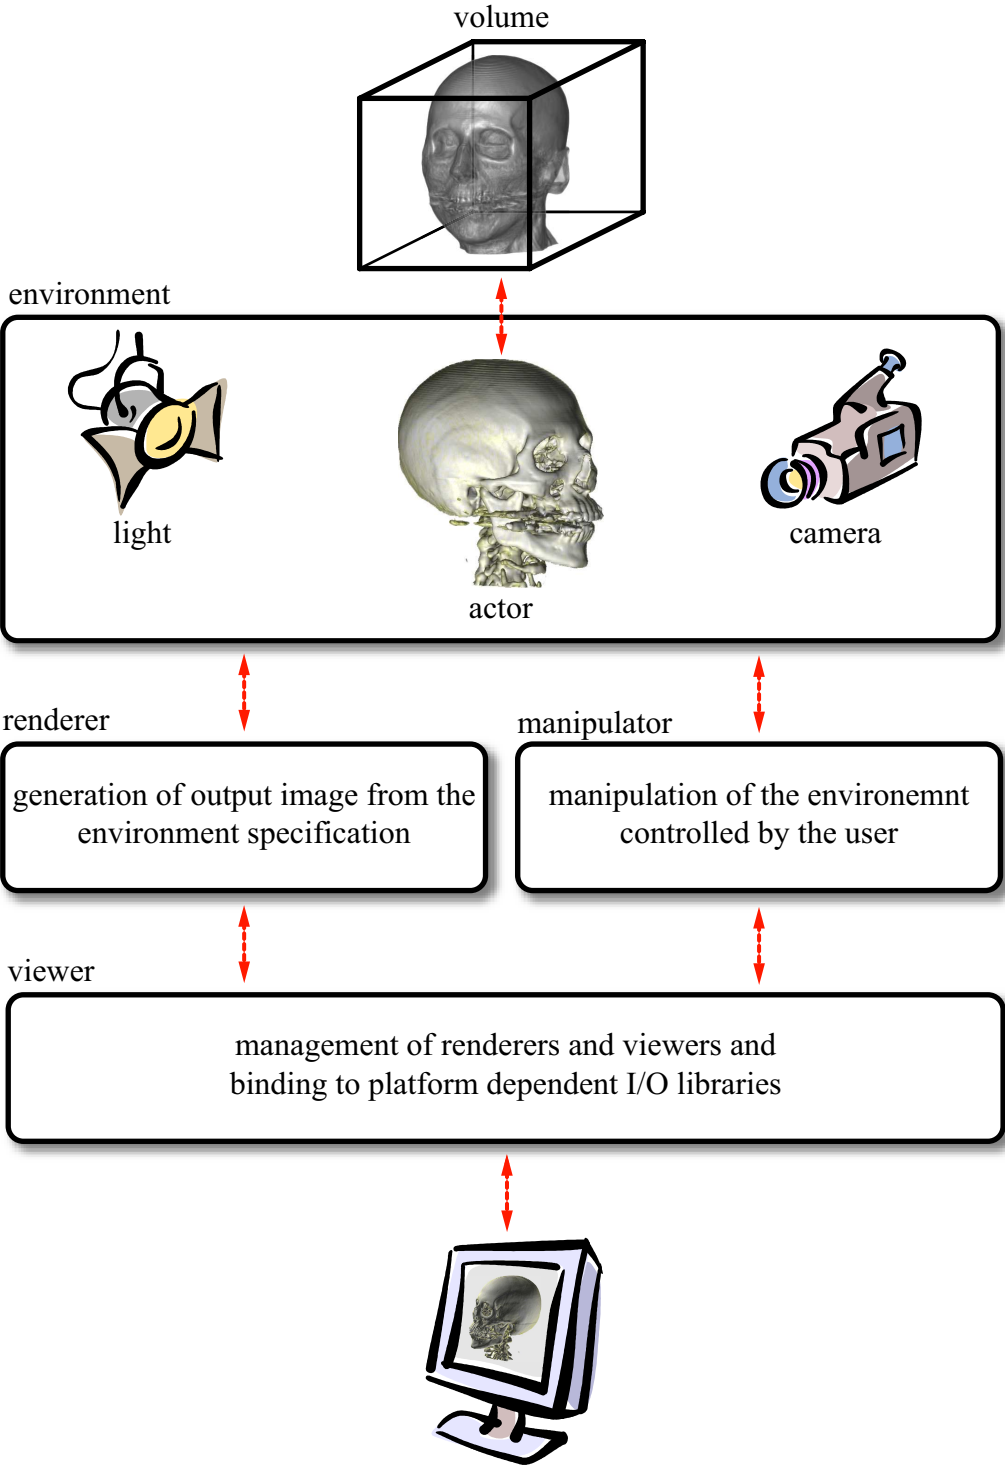 volume
environment
light
camera
actor
renderer
manipulator
generation of output image from the
environment specification
manipulation of the environemnt
controlled by the user
viewer
management of renderers and viewers and
binding to platform dependent I/O libraries